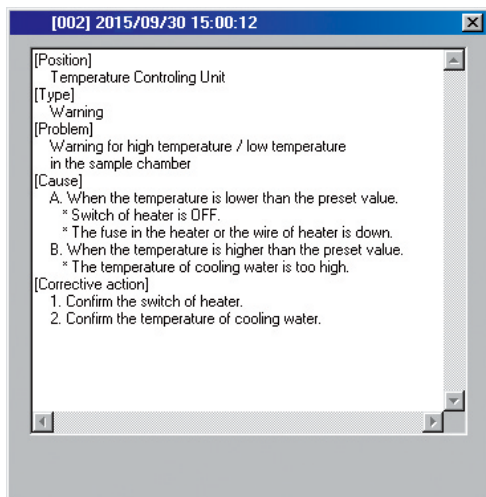 [002] 2015/09/30 15:00:12
[Position]
Temperature Controling Unit
[Type]
Warning
[Problem]
Warning for high temperature / low temperature
in the sample chamber
[Cause]
A. When the temperature is lower than the preset value.
* Switch of heater is OFF.
* The fuse in the heater or the wire of heater is down.
B. When the temperature is higher than the preset value.
* The temperature of cooling water is too high.
[Corrective action]
1. Confirm the switch of heater.
2. Confirm the temperature of cooling water.